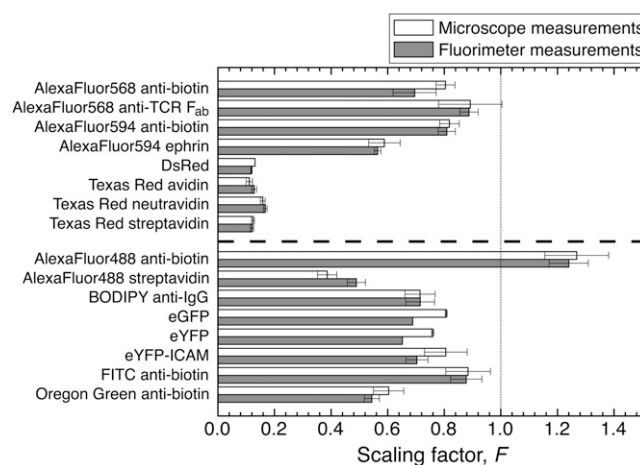 Microscope measurements
Fluorimeter measurements
AlexaFluor568 anti-biotin
AlexaFluor568 anti-TCR Fab
AlexaFluor594 anti-biotin
AlexaFluor594 ephrin
DsRed
Texas Red avidin
Texas Red neutravidin
Texas Red streptavidin
AlexaFluor488 anti-biotin
AlexaFluor488 streptavidin
BODIPY anti-IgG
eGFP
eYFP
eYFP-ICAM
FITC anti-biotin
Oregon Green anti-biotin
0.0 0.2 0.4 0.6 0.8 1.0 1.2 1.4
Scaling factor, F